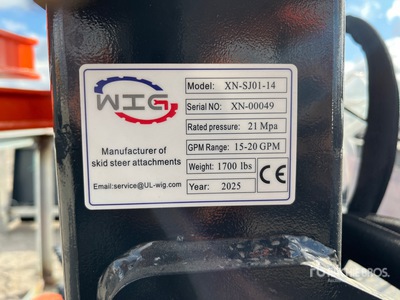 WIG
Manufacturer of
skid steer attachments
Email:service@UL-wig.com
Model: XN-SJ01-14
Serial NO: XN-00049
Rated pressure: 21 Mpa
GPM Range: 15-20 GPM
Weight: 1700 lbs
Year: 2025
CE